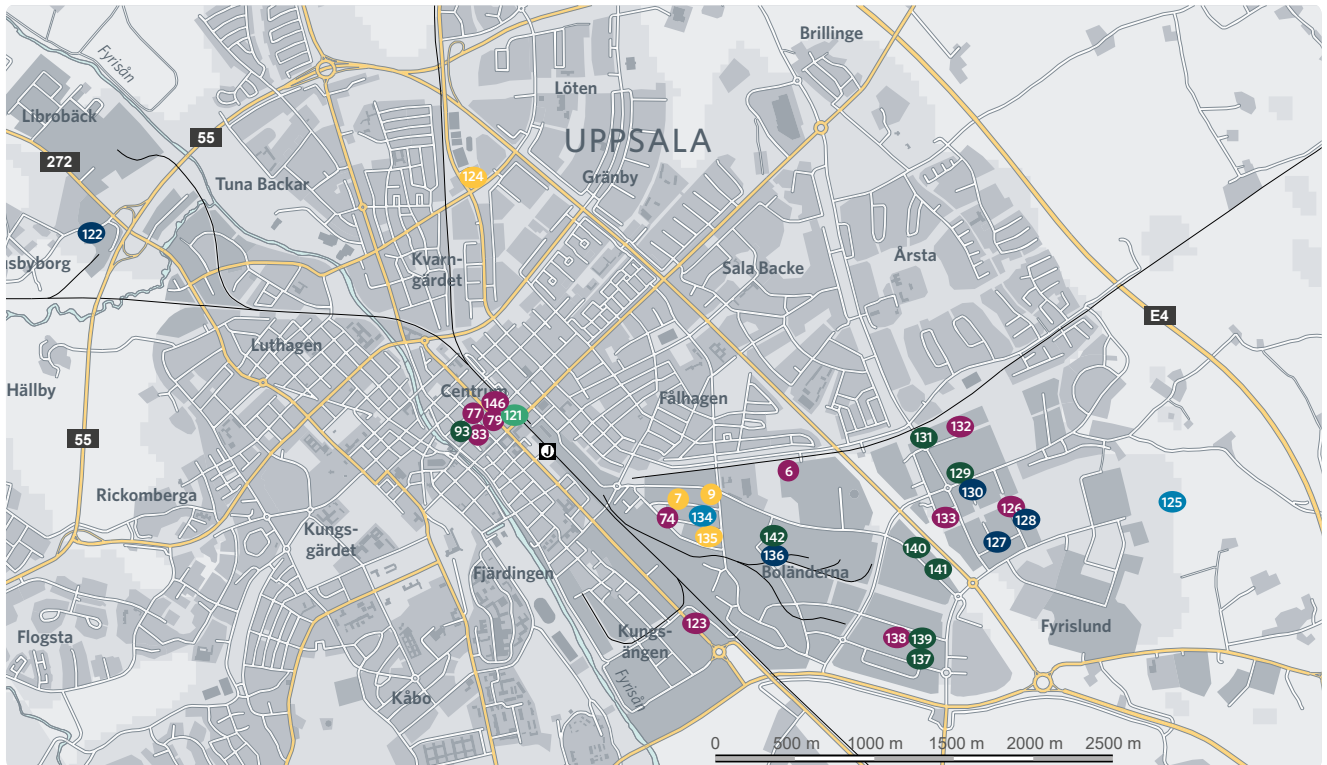 Brillinge
Fyrisån
Löten
Librobäck
55
UPPSALA
272
124
Gränby
Tuna Backar
122
usbyborg
Kvarn-
gärdet
Sala Backe
Årsta
E4
Luthagen
Hällby
Centrum
146
77
79
121
93
83
Fålhagen
55
J
131
132
6
129
130
Rickomberga
7
9
125
74
134
133
126
128
Kungs-
gärdet
135
142
127
136
140
Boländerna
141
Fjärdingen
123
Kungs-
ängen
138
139
137
Fyrislund
Flogsta
Kåbo
Fyrisån
0
500 m
1000 m
1500 m
2000 m
2500 m